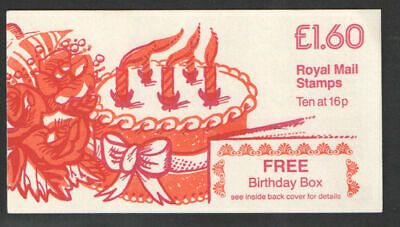 £1.60
Royal Mail
Stamps
Ten at 16p
FREE
Birthday Box
see inside back cover for details